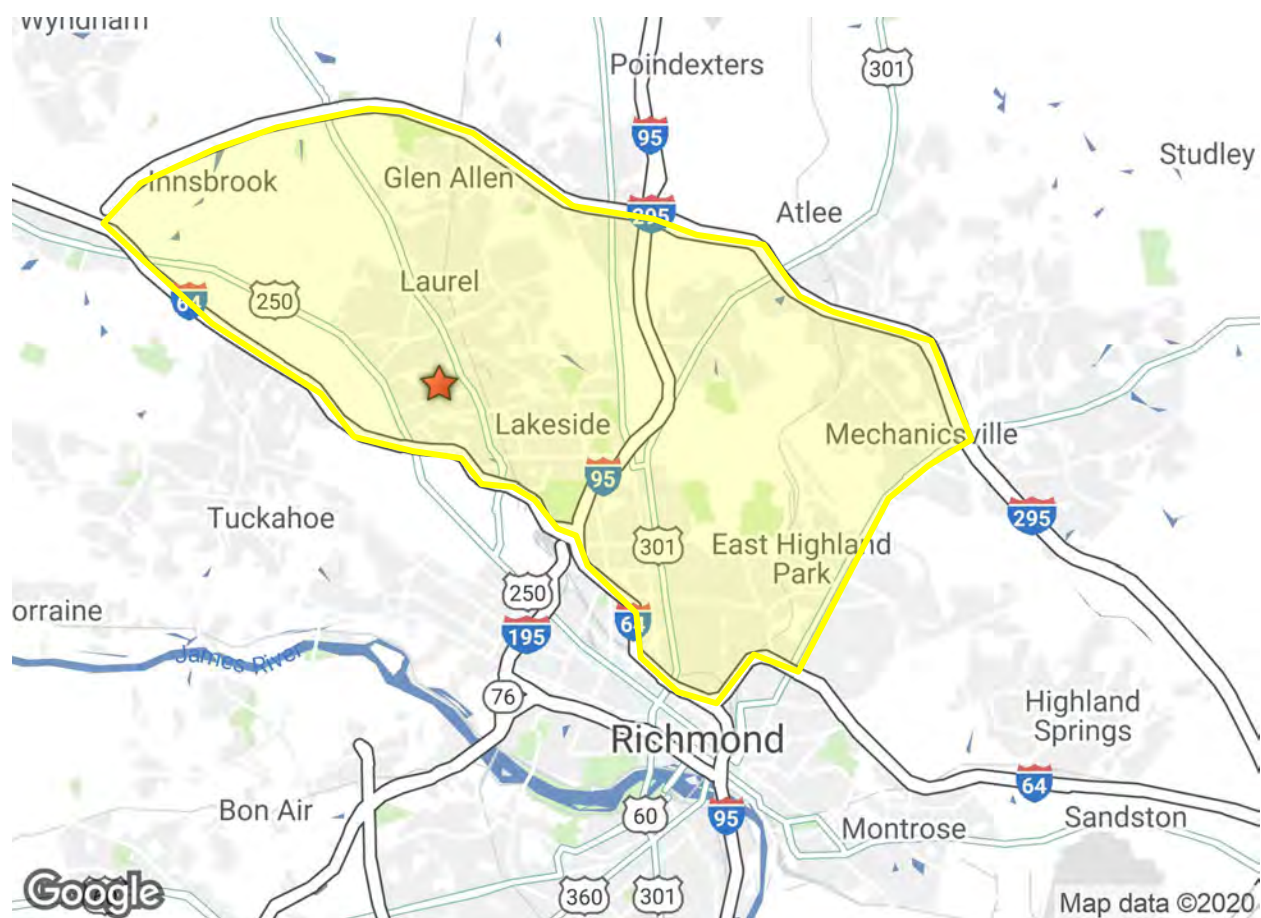 Wyndham
Poindexters
301
95
Studley
Innsbrook
Glen Allen
295
Atlee
Laurel
64
250
Lakeside
Mechanicsville
95
Tuckahoe
295
301
East Highland
Park
250
orraine
64
195
James River
76
Highland
Springs
Richmond
64
Bon Air
60
95
Montrose
Sandston
360
301
Google
Map data ©2020